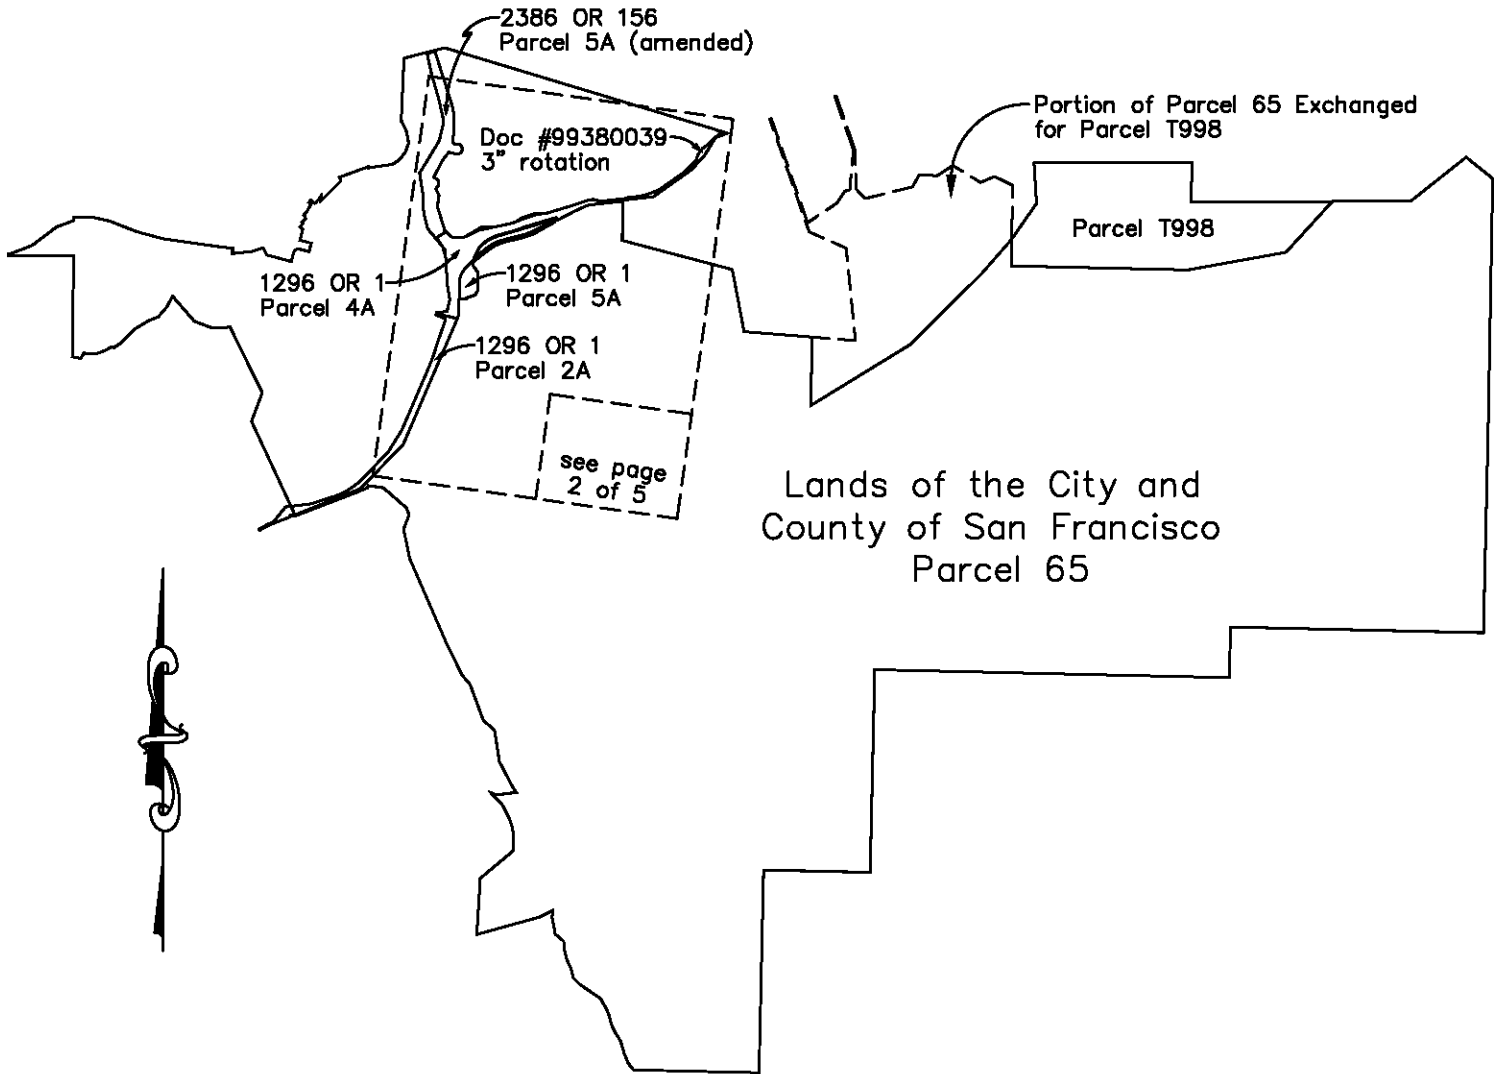 2386 OR 156
Parcel 5A (amended)
Doc #99380039
3" rotation
Portion of Parcel 65 Exchanged
for Parcel T998
Parcel T998
1296 OR 1
Parcel 4A
1296 OR 1
Parcel 5A
1296 OR 1
Parcel 2A
see page
2 of 5
Lands of the City and
County of San Francisco
Parcel 65